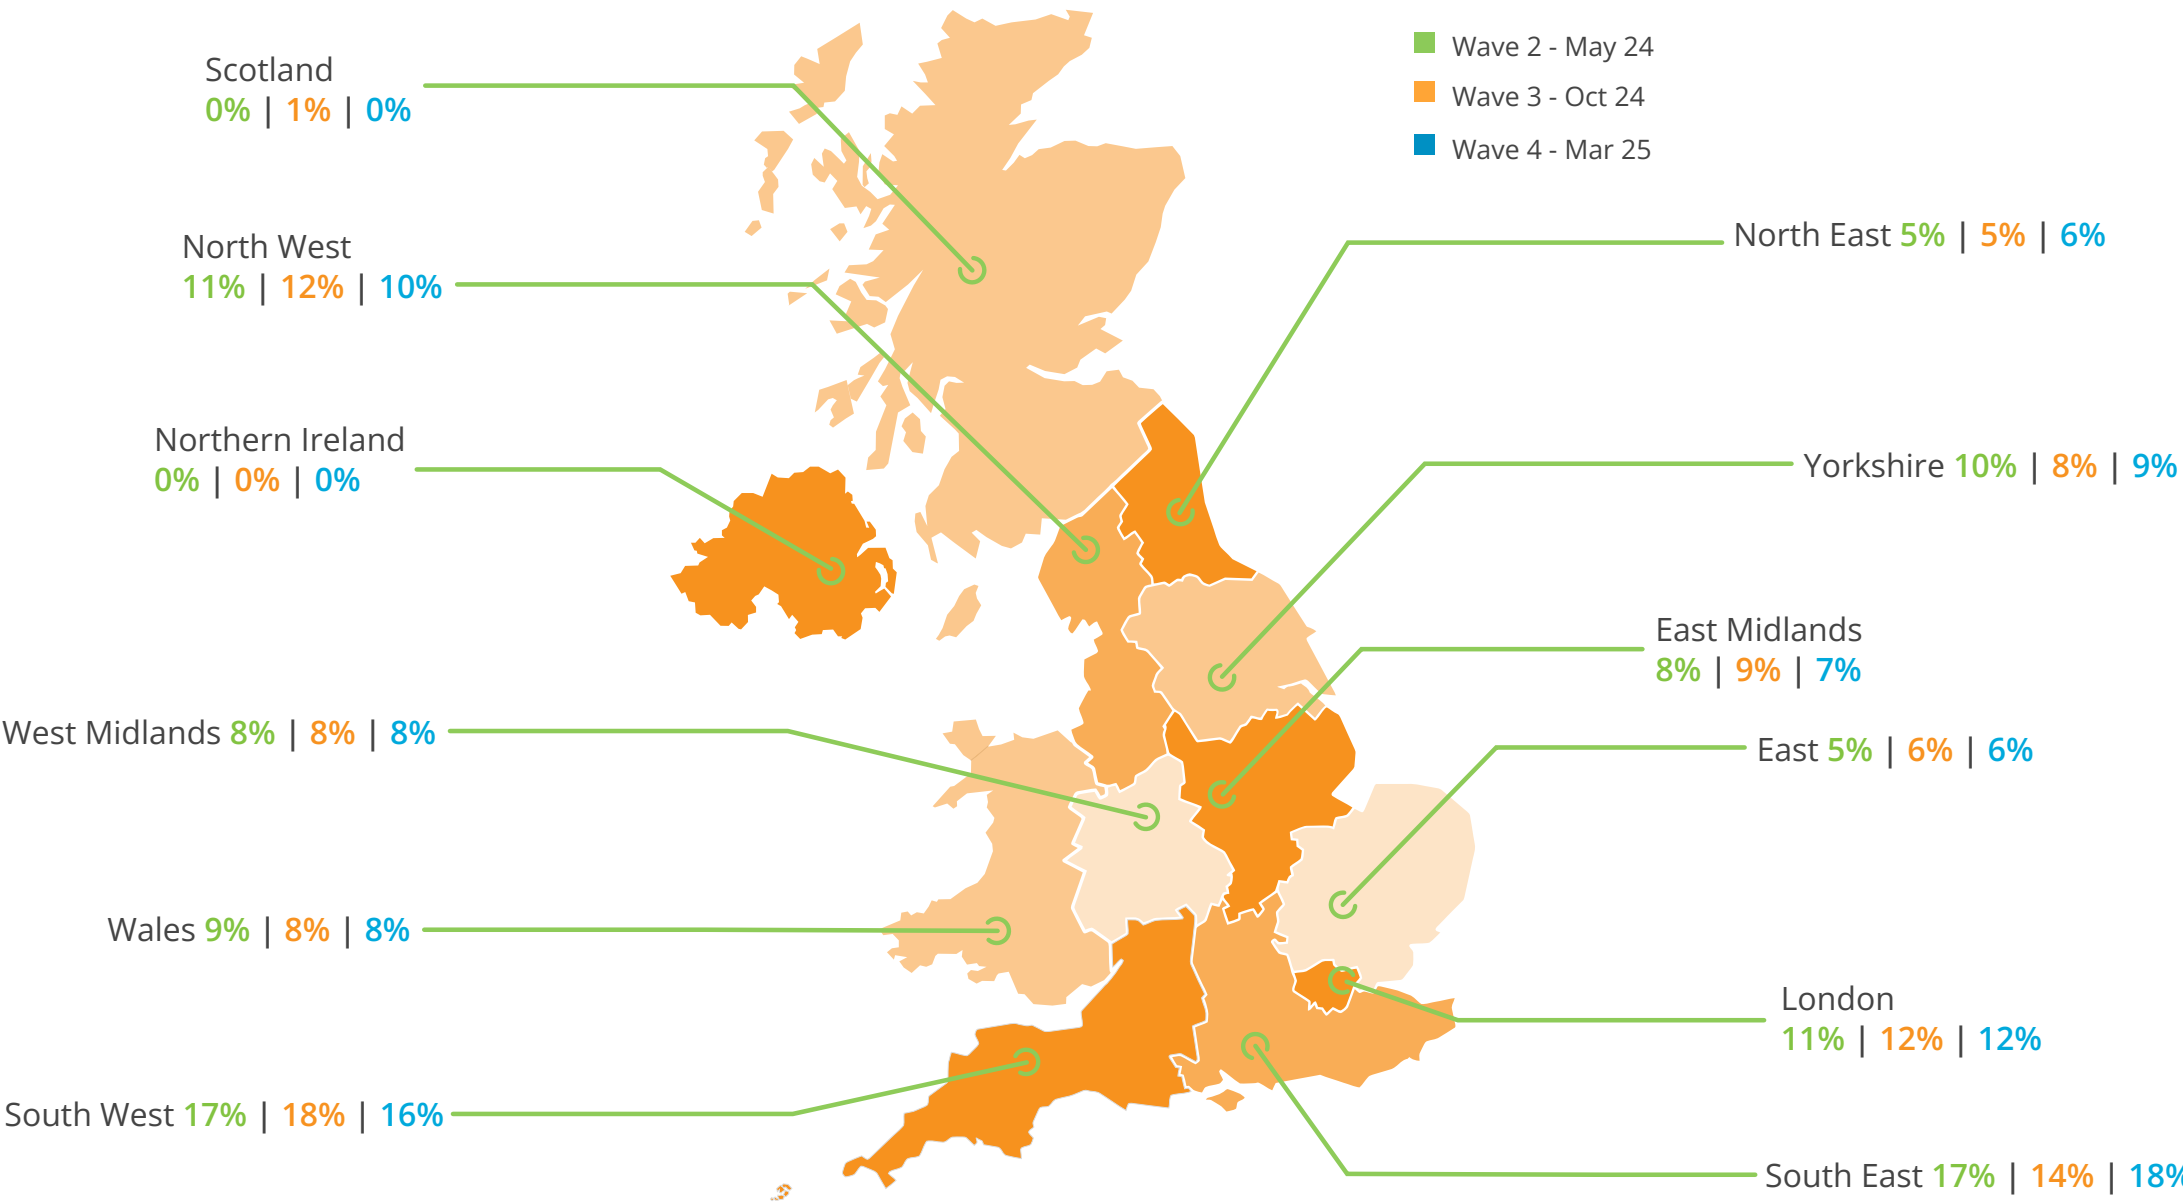 Scotland
0% | 1% | 0%
Wave 2 - May 24
Wave 3 - Oct 24
Wave 4 - Mar 25
North West
11% | 12% | 10%
North East 5% | 5% | 6%
Northern Ireland
0% | 0% | 0%
Yorkshire 10% | 8% | 9%
East Midlands
8% | 9% | 7%
West Midlands 8% | 8% | 8%
East 5% | 6% | 6%
Wales 9% | 8% | 8%
London
11% | 12% | 12%
South West 17% | 18% | 16%
South East 17% | 14% | 18%